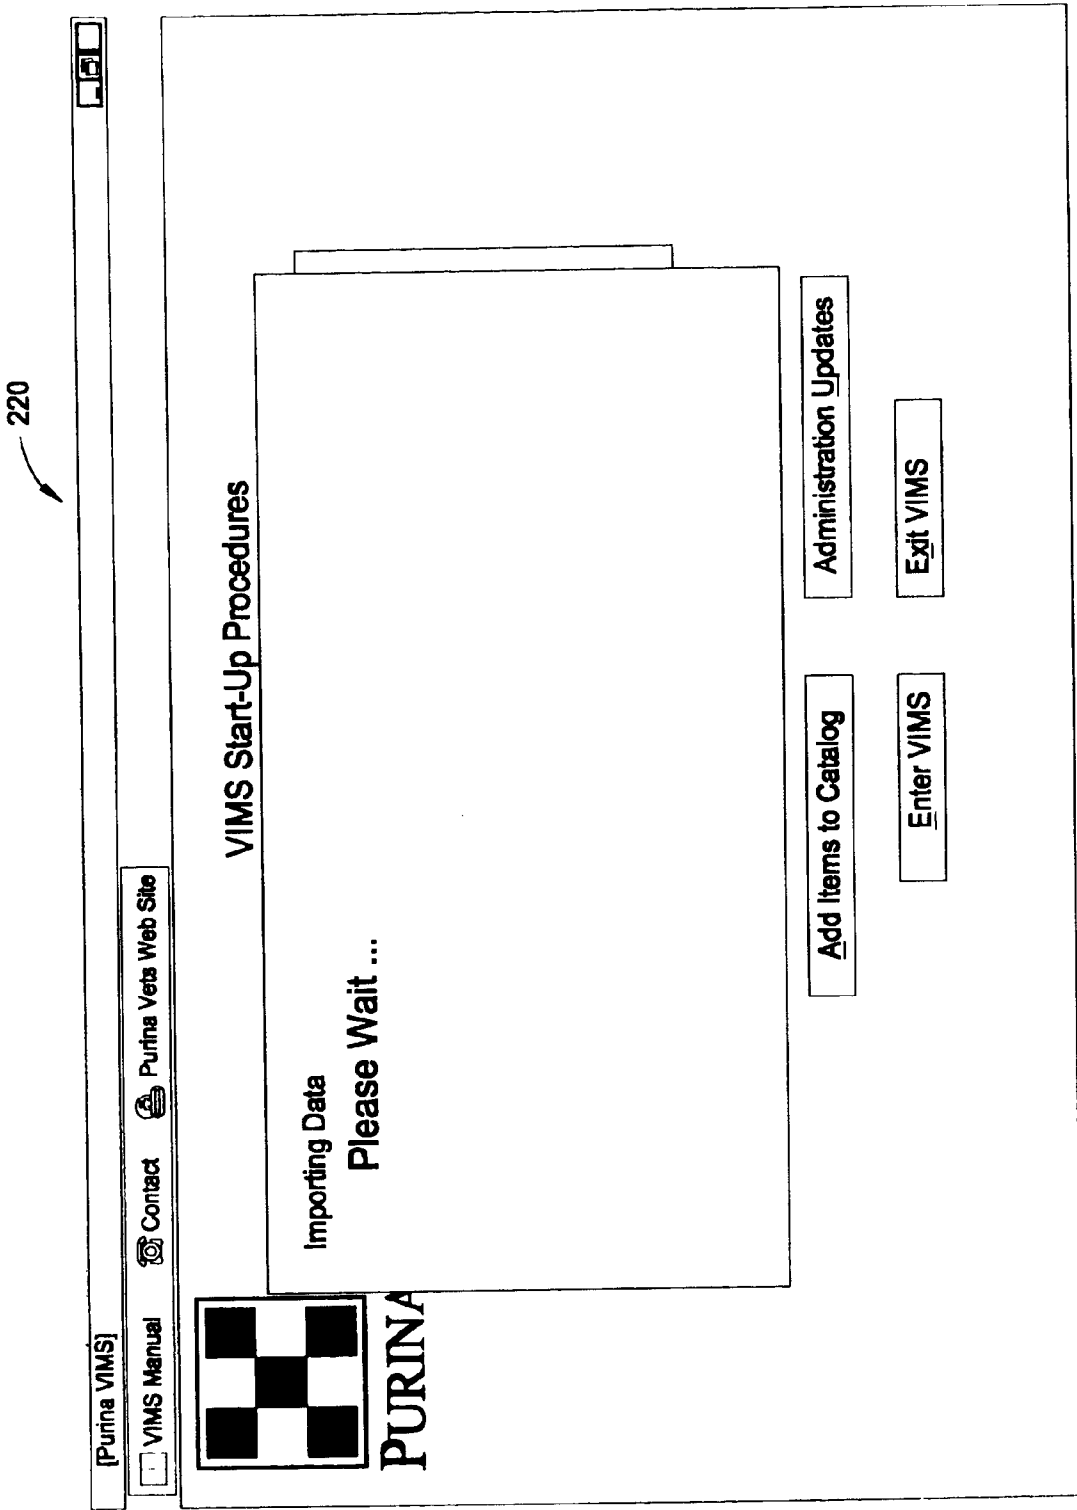 220
[Purina VIMS]
VIMS Manual Contact Purina Vets Web Site
VIMS Start-Up Procedures
PURINA
Importing Data
Please Wait ...
Add Items to Catalog Administration Updates
Enter VIMS Exit VIMS